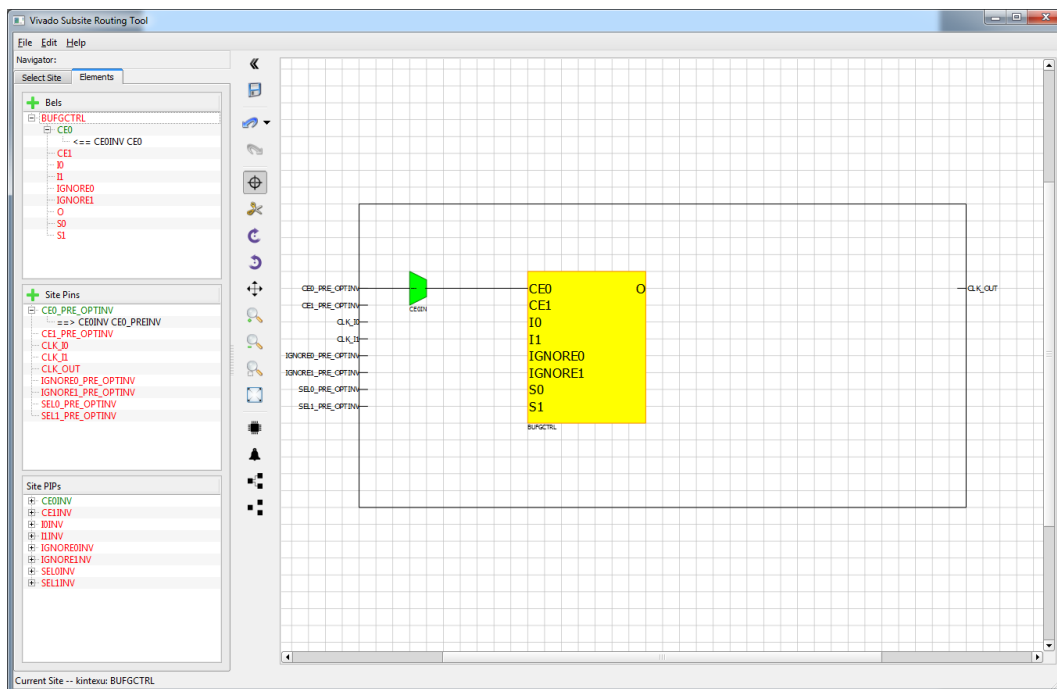 Vivado Subsite Routing Tool
File Edit Help
Navigator:
Select Site Elements
Bels
BUFGCTRL
CE0
<== CE0INV CE0
CE1
I0
I1
IGNORE0
IGNORE1
O
S0
S1
Site Pins
CE0_PRE_OPTINV
==> CE0INV CE0_PREINV
CE1_PRE_OPTINV
CLK_I0
CLK_I1
CLK_OUT
IGNORE0_PRE_OPTINV
IGNORE1_PRE_OPTINV
SEL0_PRE_OPTINV
SEL1_PRE_OPTINV
Site PIPs
CE0INV
CE1INV
I0INV
I1INV
IGNORE0INV
IGNORE1NV
SEL0INV
SEL1INV
CE0_PRE_OPTINV
CE1_PRE_OPTINV
CLK_I0
CLK_I1
IGNORE0_PRE_OPTINV
IGNORE1_PRE_OPTINV
SEL0_PRE_OPTINV
SEL1_PRE_OPTINV
CE0IN
CE0 O
CE1
I0
I1
IGNORE0
IGNORE1
S0
S1
BUFGCTRL
CLK_OUT
Current Site -- kintexu: BUFGCTRL